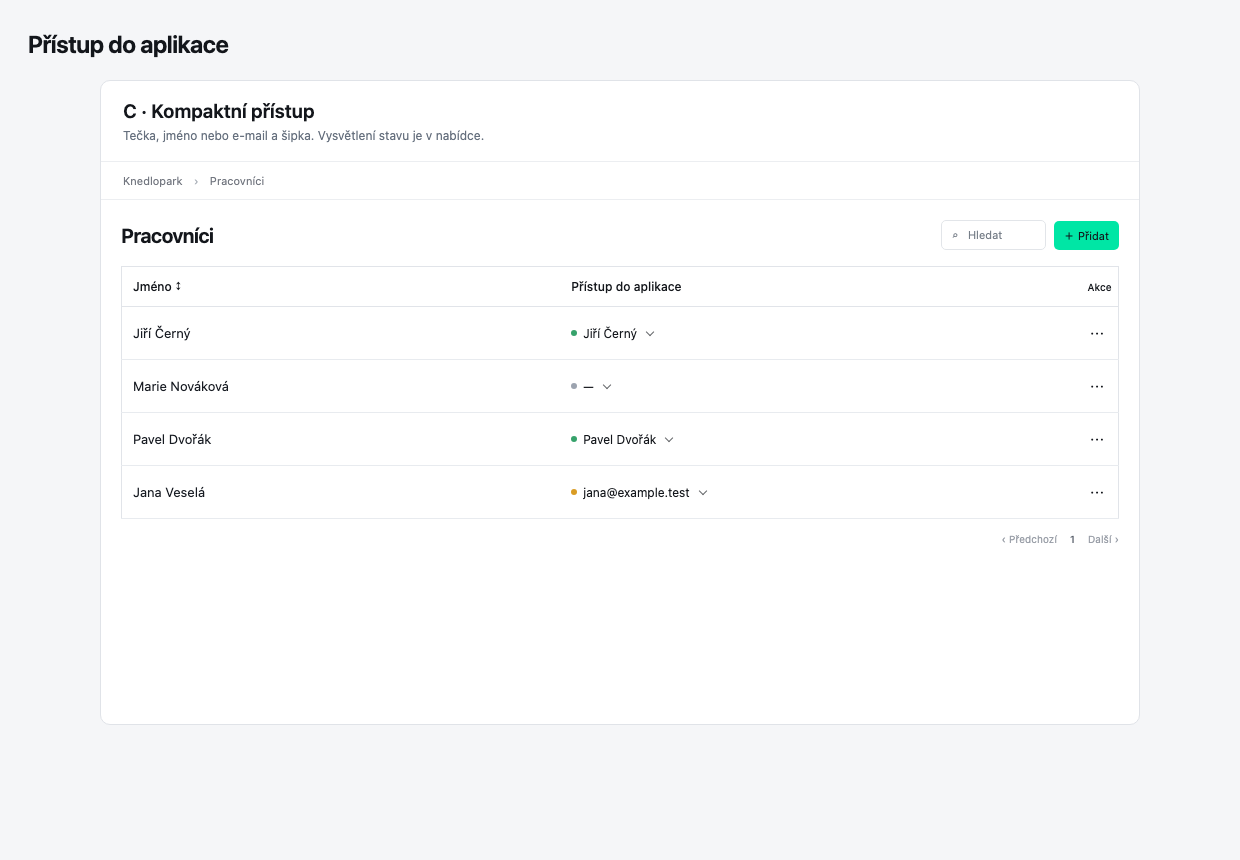 Přístup do aplikace
C · Kompaktní přístup
Tečka, jméno nebo e-mail a šipka. Vysvětlení stavu je v nabídce.
Knedlopark › Pracovníci
Pracovníci
Hledat
+ Přidat
Jméno ↕ Přístup do aplikace Akce
Jiří Černý Jiří Černý ···
Marie Nováková — ···
Pavel Dvořák Pavel Dvořák ···
Jana Veselá jana@example.test ···
‹ Předchozí 1 Další ›